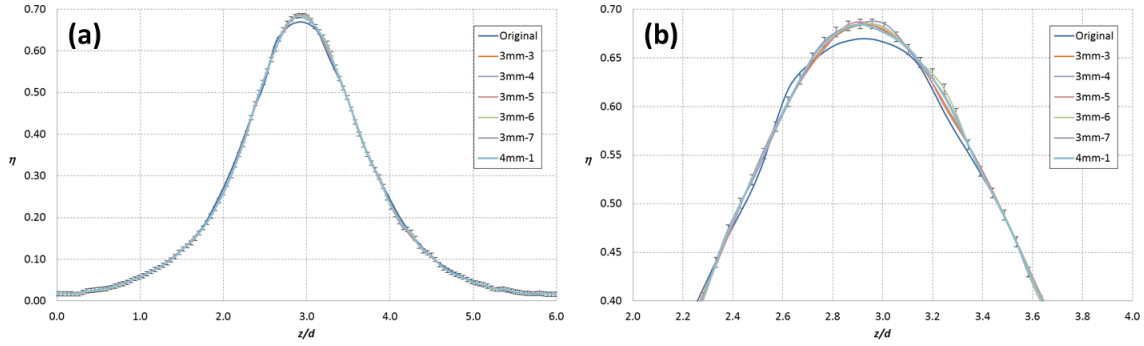 (a)
0.70
0.60
0.50
0.40
0.30
0.20
0.10
0.00
η
0.0 1.0 2.0 3.0 4.0 5.0 6.0
z/d
Original
3mm-3
3mm-4
3mm-5
3mm-6
3mm-7
4mm-1
(b)
0.70
0.65
0.60
0.55
0.50
0.45
0.40
η
2.0 2.2 2.4 2.6 2.8 3.0 3.2 3.4 3.6 3.8 4.0
z/d
Original
3mm-3
3mm-4
3mm-5
3mm-6
3mm-7
4mm-1